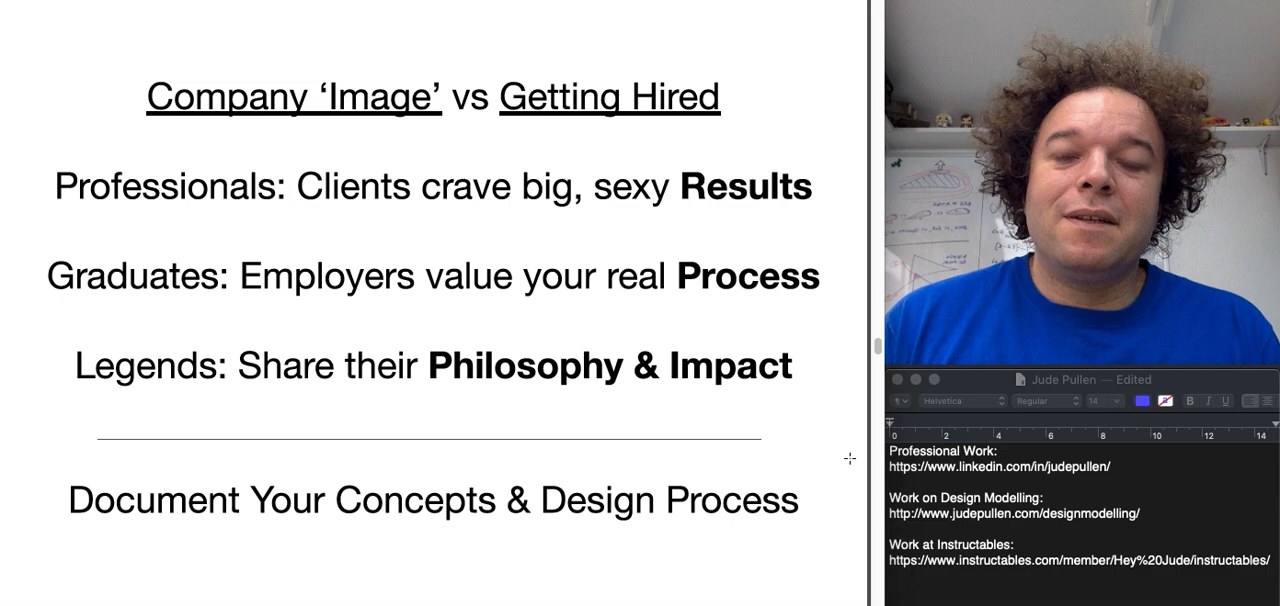 Company ‘Image’ vs Getting Hired
Professionals: Clients crave big, sexy Results
Graduates: Employers value your real Process
Legends: Share their Philosophy & Impact
Document Your Concepts & Design Process
Jude Pullen — Edited
¶ Helvetica Regular 14 a B I U
0 2 4 6 8 10 12 14
Professional Work:
https://www.linkedin.com/in/judepullen/
Work on Design Modelling:
http://www.judepullen.com/designmodelling/
Work at Instructables:
https://www.instructables.com/member/Hey%20Jude/instructables/